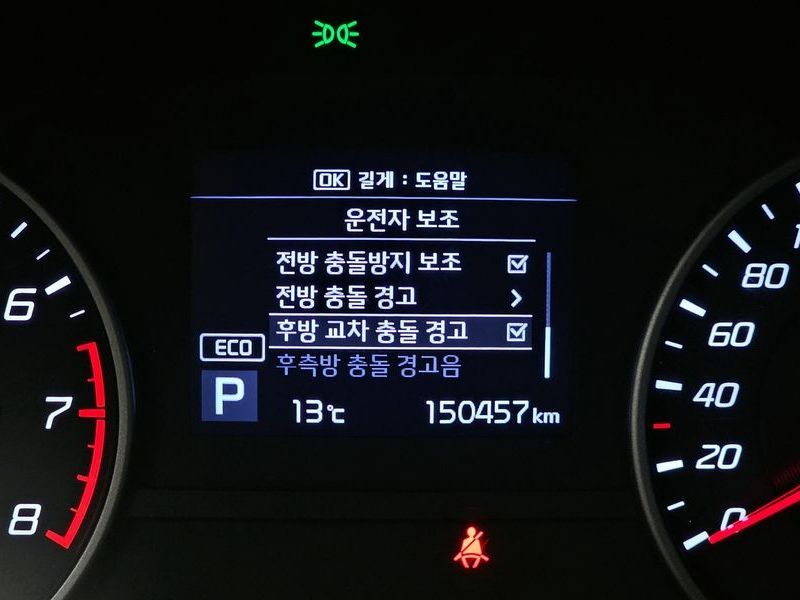 OK 길게 : 도움말
운전자 보조
전방 충돌방지 보조
전방 충돌 경고
후방 교차 충돌 경고
후측방 충돌 경고음
ECO
P
13℃
150457km
6
7
8
80
60
40
20
0